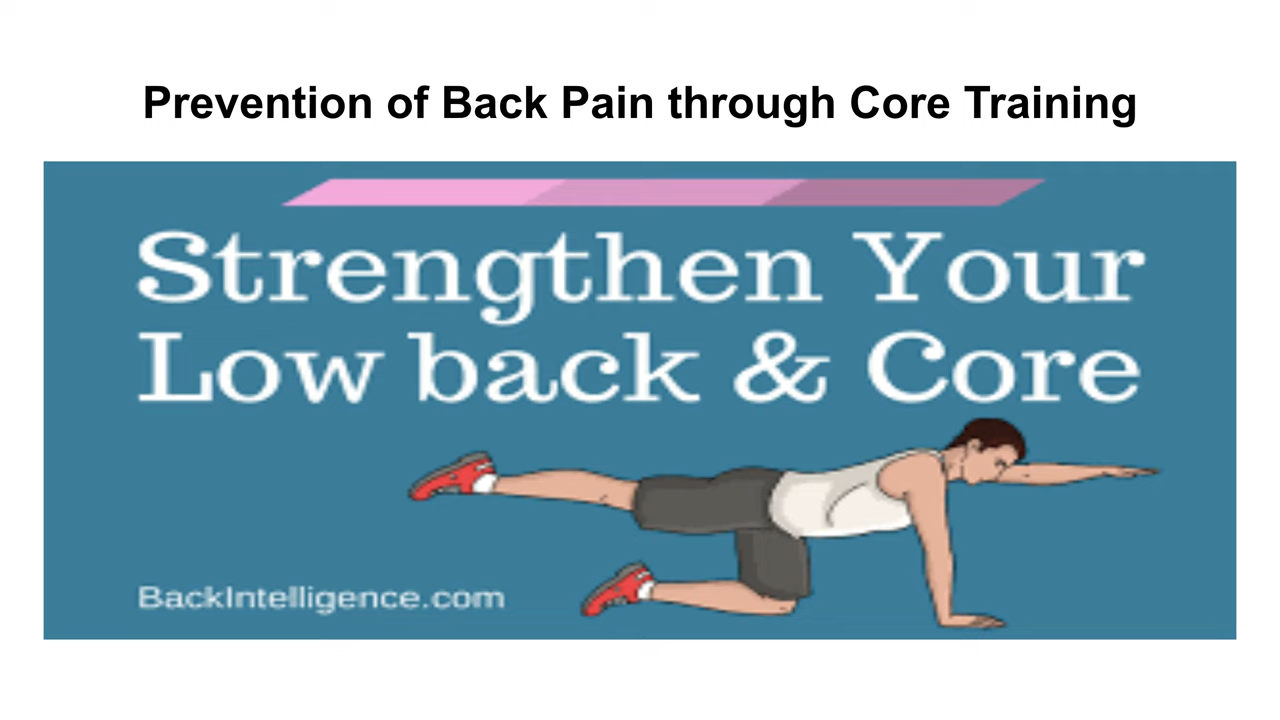 Prevention of Back Pain through Core Training
Strengthen Your
Low back & Core
BackIntelligence.com